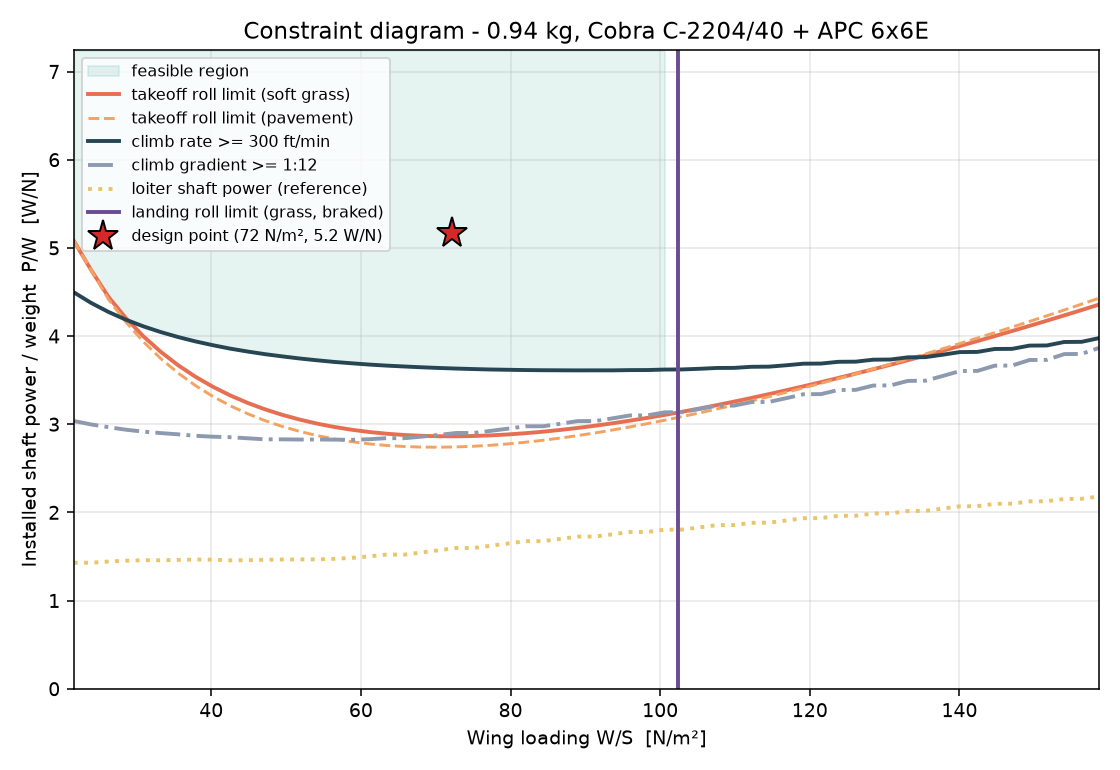 Constraint diagram - 0.94 kg, Cobra C-2204/40 + APC 6x6E
feasible region
takeoff roll limit (soft grass)
takeoff roll limit (pavement)
climb rate >= 300 ft/min
climb gradient >= 1:12
loiter shaft power (reference)
landing roll limit (grass, braked)
design point (72 N/m², 5.2 W/N)
Installed shaft power / weight  P/W  [W/N]
7
6
5
4
3
2
1
0
40
60
80
100
120
140
Wing loading W/S  [N/m²]